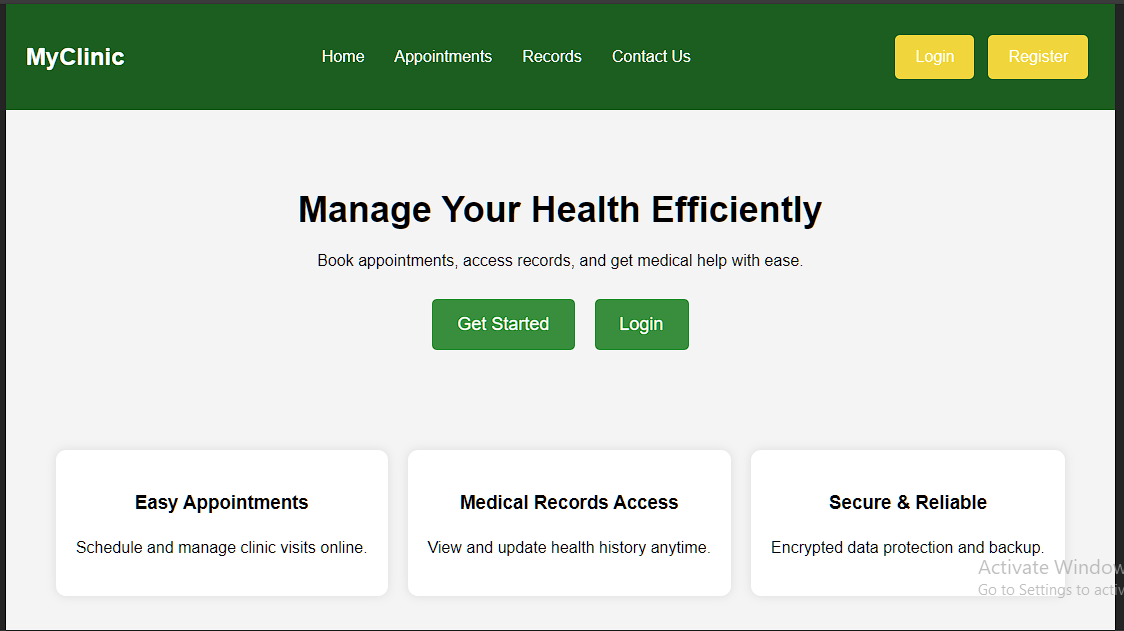 MyClinic
Home
Appointments
Records
Contact Us
Login
Register
Manage Your Health Efficiently
Book appointments, access records, and get medical help with ease.
Get Started
Login
Easy Appointments
Schedule and manage clinic visits online.
Medical Records Access
View and update health history anytime.
Secure & Reliable
Encrypted data protection and backup.
Activate Window
Go to Settings to activ